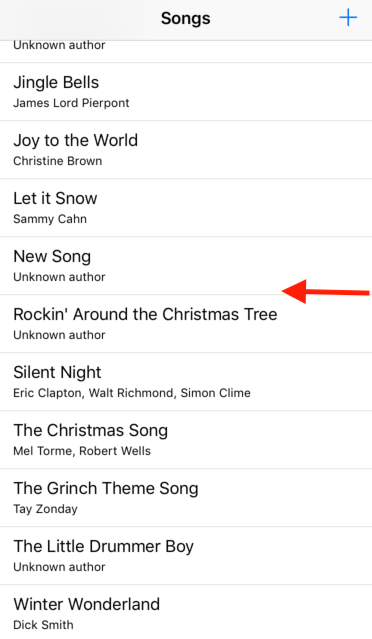 Songs
Unknown author
Jingle Bells
James Lord Pierpont
Joy to the World
Christine Brown
Let it Snow
Sammy Cahn
New Song
Unknown author
Rockin' Around the Christmas Tree
Unknown author
Silent Night
Eric Clapton, Walt Richmond, Simon Clime
The Christmas Song
Mel Torme, Robert Wells
The Grinch Theme Song
Tay Zonday
The Little Drummer Boy
Unknown author
Winter Wonderland
Dick Smith